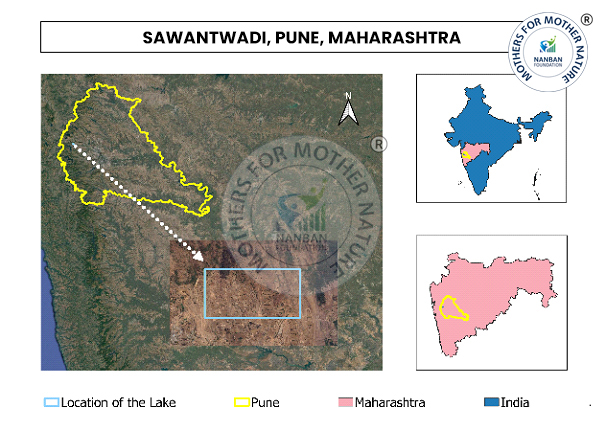 SAWANTWADI, PUNE, MAHARASHTRA
MOTHERS FOR MOTHER NATURE
NANBAN
FOUNDATION
®
N
®
MOTHERS FOR MOTHER NATURE
NANBAN
FOUNDATION
Location of the Lake
Pune
Maharashtra
India